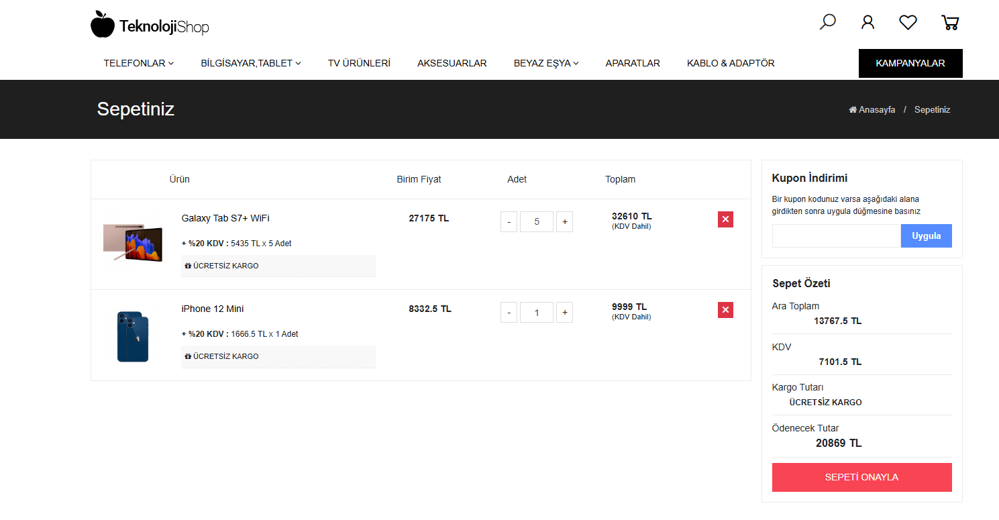 TeknolojiShop
TELEFONLAR BİLGİSAYAR,TABLET TV ÜRÜNLERİ AKSESUARLAR BEYAZ EŞYA APARATLAR KABLO & ADAPTÖR KAMPANYALAR
Sepetiniz Anasayfa / Sepetiniz
Ürün Birim Fiyat Adet Toplam
Galaxy Tab S7+ WiFi 27175 TL - 5 + 32610 TL
(KDV Dahil)
+ %20 KDV : 5435 TL x 5 Adet
ÜCRETSİZ KARGO
iPhone 12 Mini 8332.5 TL - 1 + 9999 TL
(KDV Dahil)
+ %20 KDV : 1666.5 TL x 1 Adet
ÜCRETSİZ KARGO
Kupon İndirimi
Bir kupon kodunuz varsa aşağıdaki alana
girdikten sonra uygula düğmesine basınız
Uygula
Sepet Özeti
Ara Toplam
13767.5 TL
KDV
7101.5 TL
Kargo Tutarı
ÜCRETSİZ KARGO
Ödenecek Tutar
20869 TL
SEPETİ ONAYLA